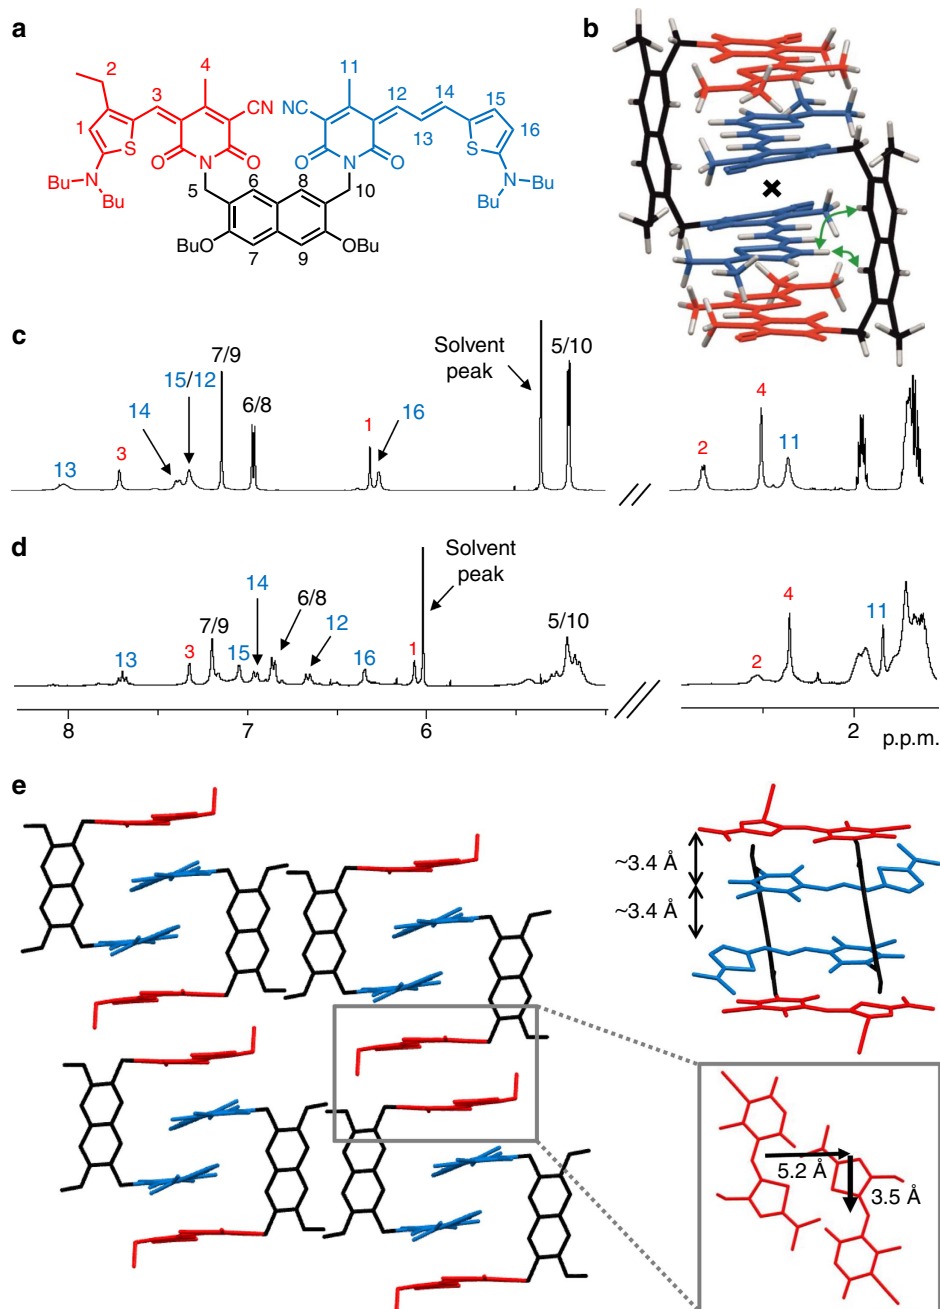 a
b
2
4
11
3
CN
NC
12
14
15
1
13
16
S
S
O
N
O
O
N
O
N
Bu
Bu
5
6
8
10
Bu
N
Bu
BuO
OBu
7
9
c
Solvent
peak
5/10
7/9
15/12
14
6/8
3
13
1
16
4
2
11
d
Solvent
peak
14
6/8
7/9
12
3
13
15
16
1
5/10
4
11
2
8
7
6
2
p.p.m.
e
~3.4 Å
~3.4 Å
5.2 Å
3.5 Å